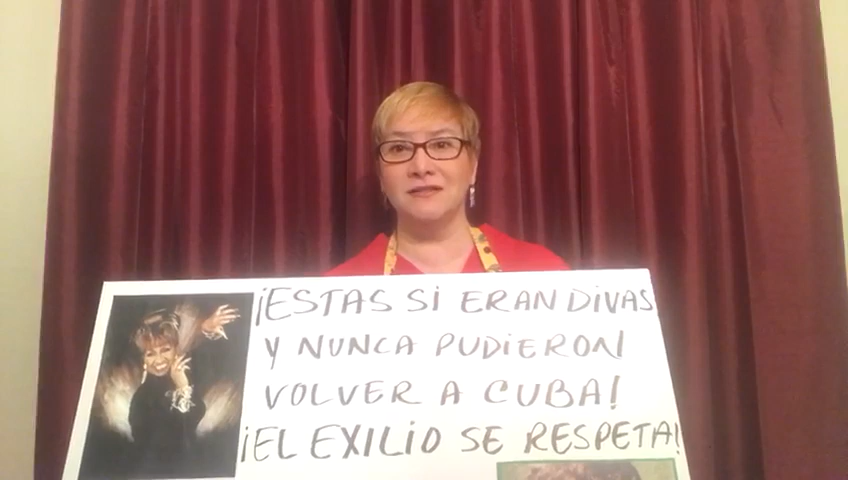 ¡ESTAS SI ERAN DIVAS
Y NUNCA PUDIERON
VOLVER A CUBA!
¡EL EXILIO SE RESPETA!